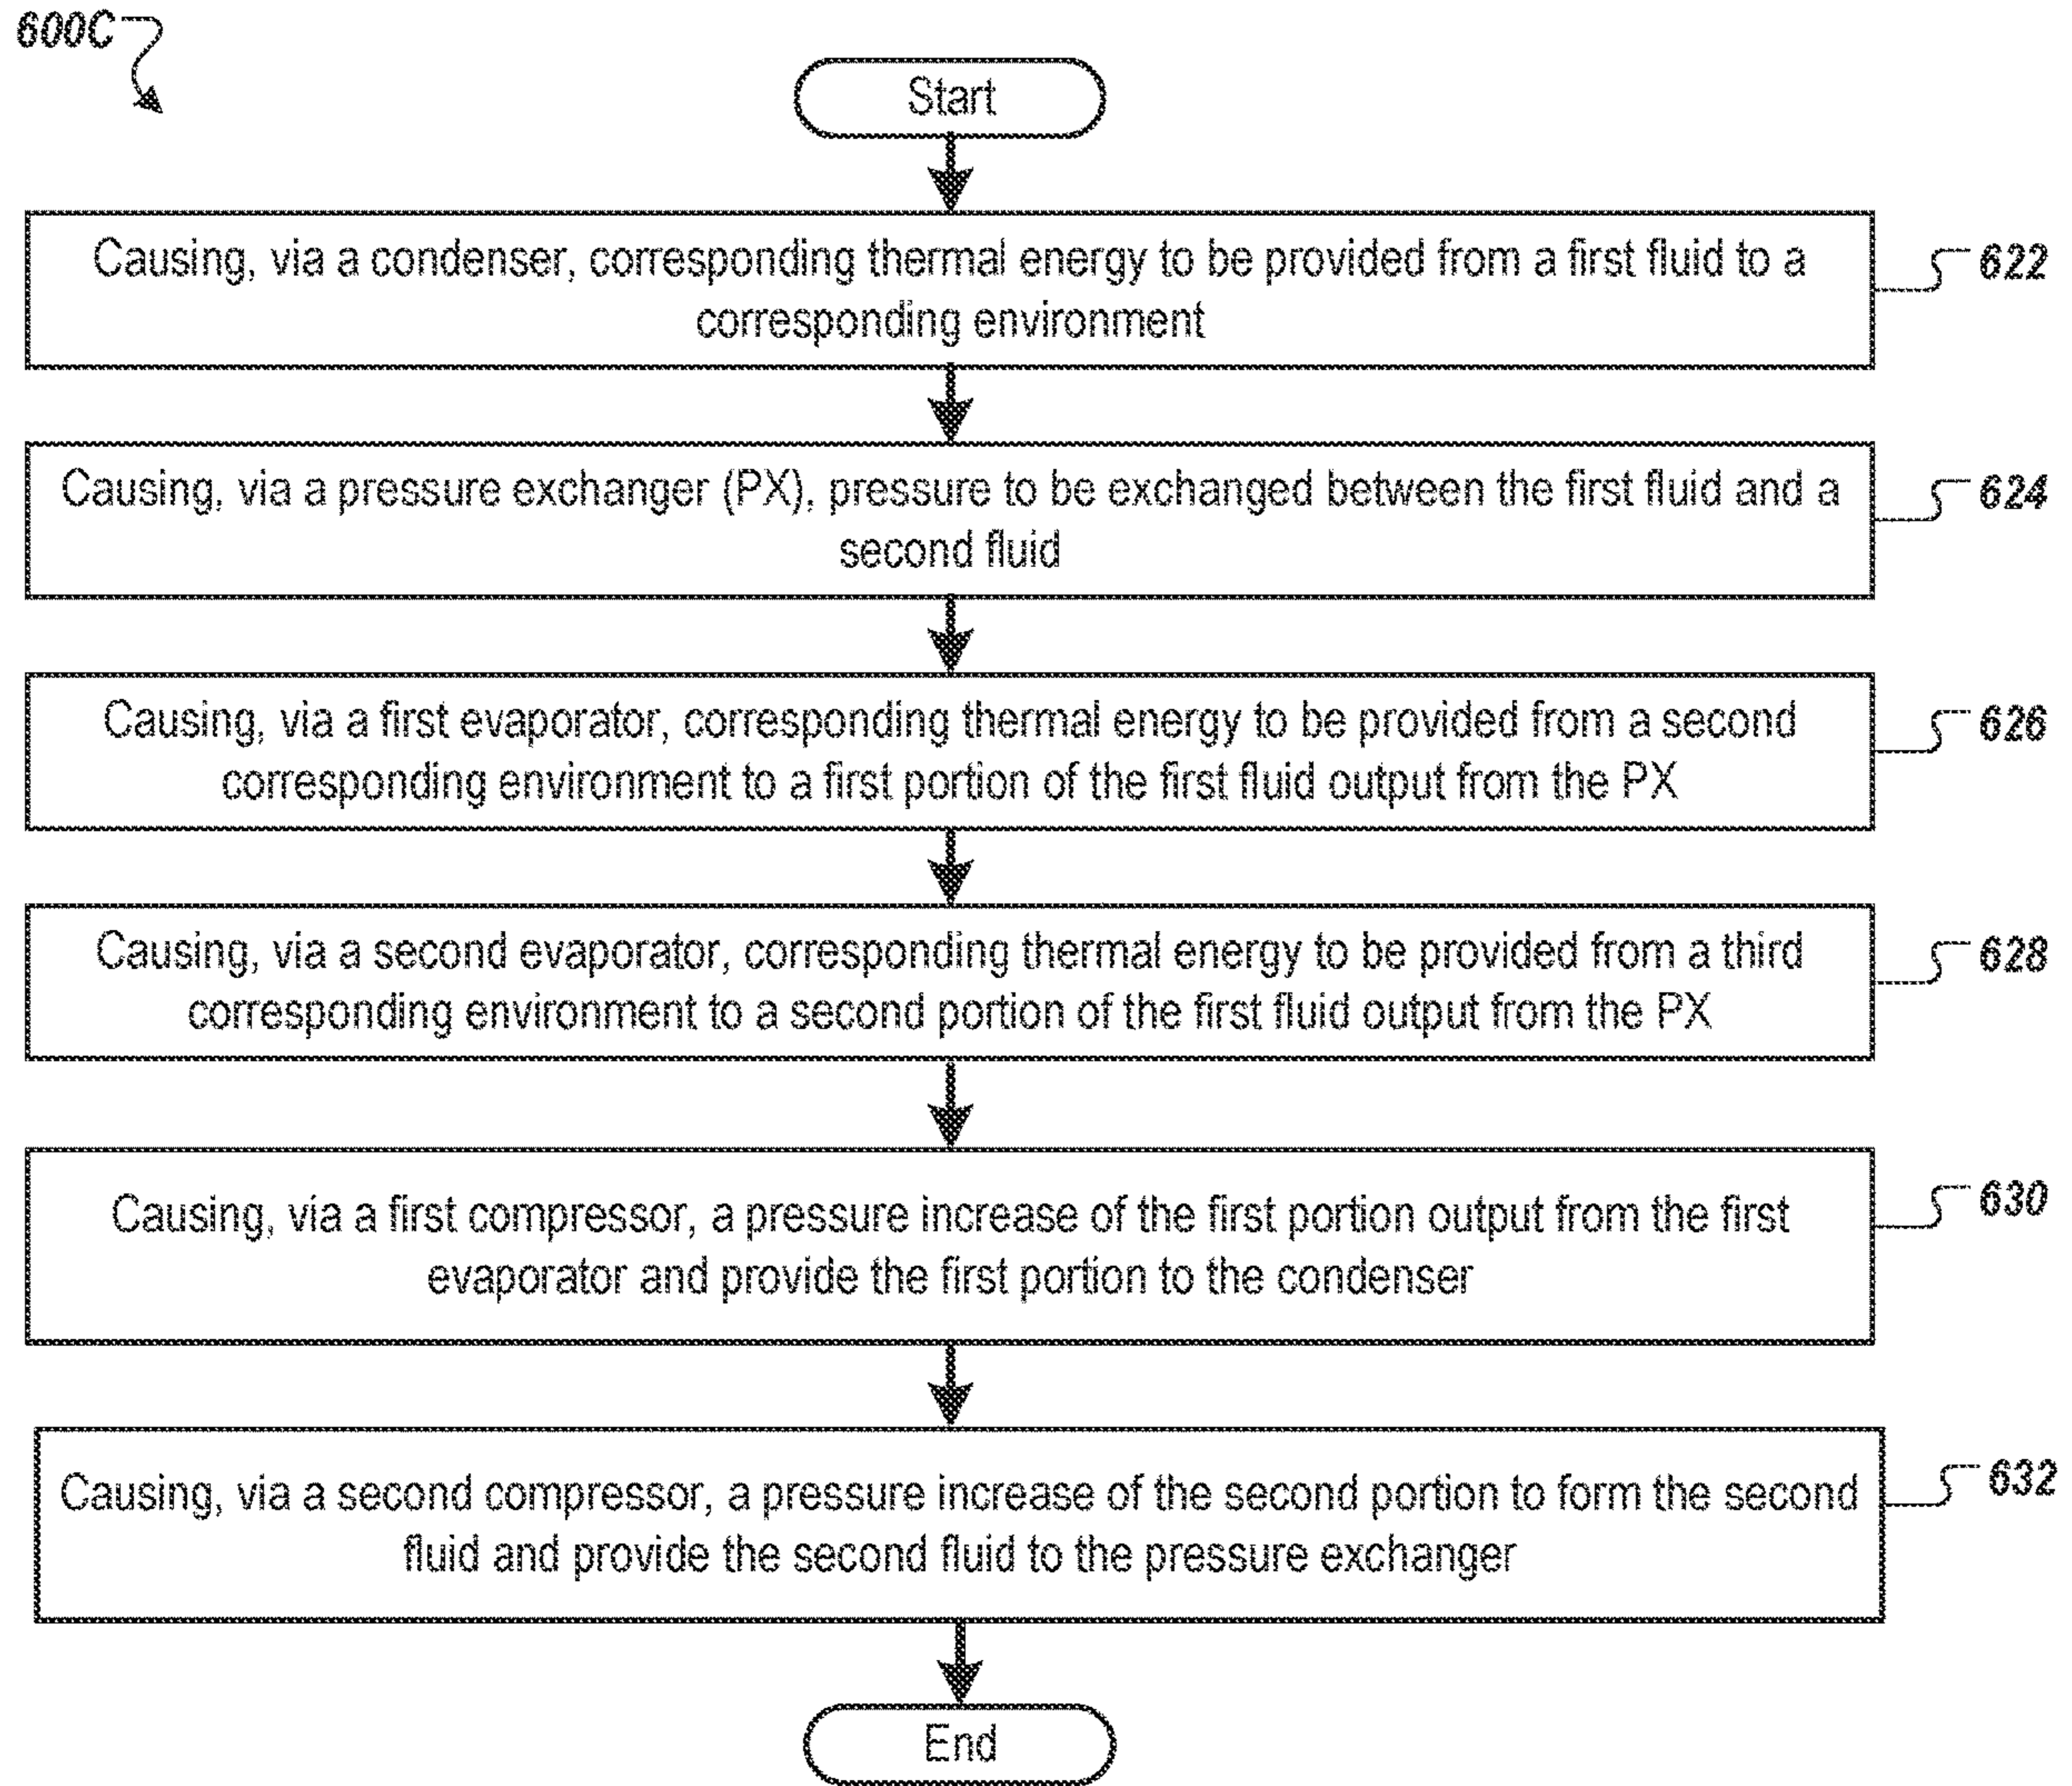 600C
Start
Causing, via a condenser, corresponding thermal energy to be provided from a first fluid to a
corresponding environment
622
Causing, via a pressure exchanger (PX), pressure to be exchanged between the first fluid and a
second fluid
624
Causing, via a first evaporator, corresponding thermal energy to be provided from a second
corresponding environment to a first portion of the first fluid output from the PX
626
Causing, via a second evaporator, corresponding thermal energy to be provided from a third
corresponding environment to a second portion of the first fluid output from the PX
628
Causing, via a first compressor, a pressure increase of the first portion output from the first
evaporator and provide the first portion to the condenser
630
Causing, via a second compressor, a pressure increase of the second portion to form the second
fluid and provide the second fluid to the pressure exchanger
632
End